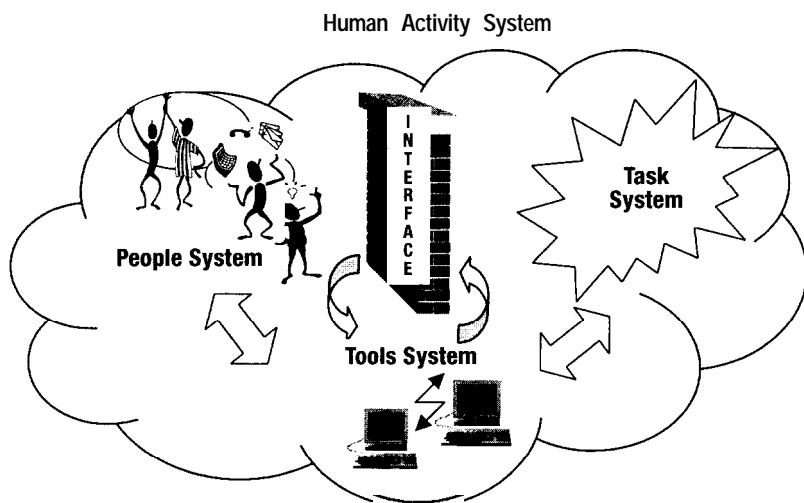 Human Activity System
INTERFACE
Task
System
People System
Tools System